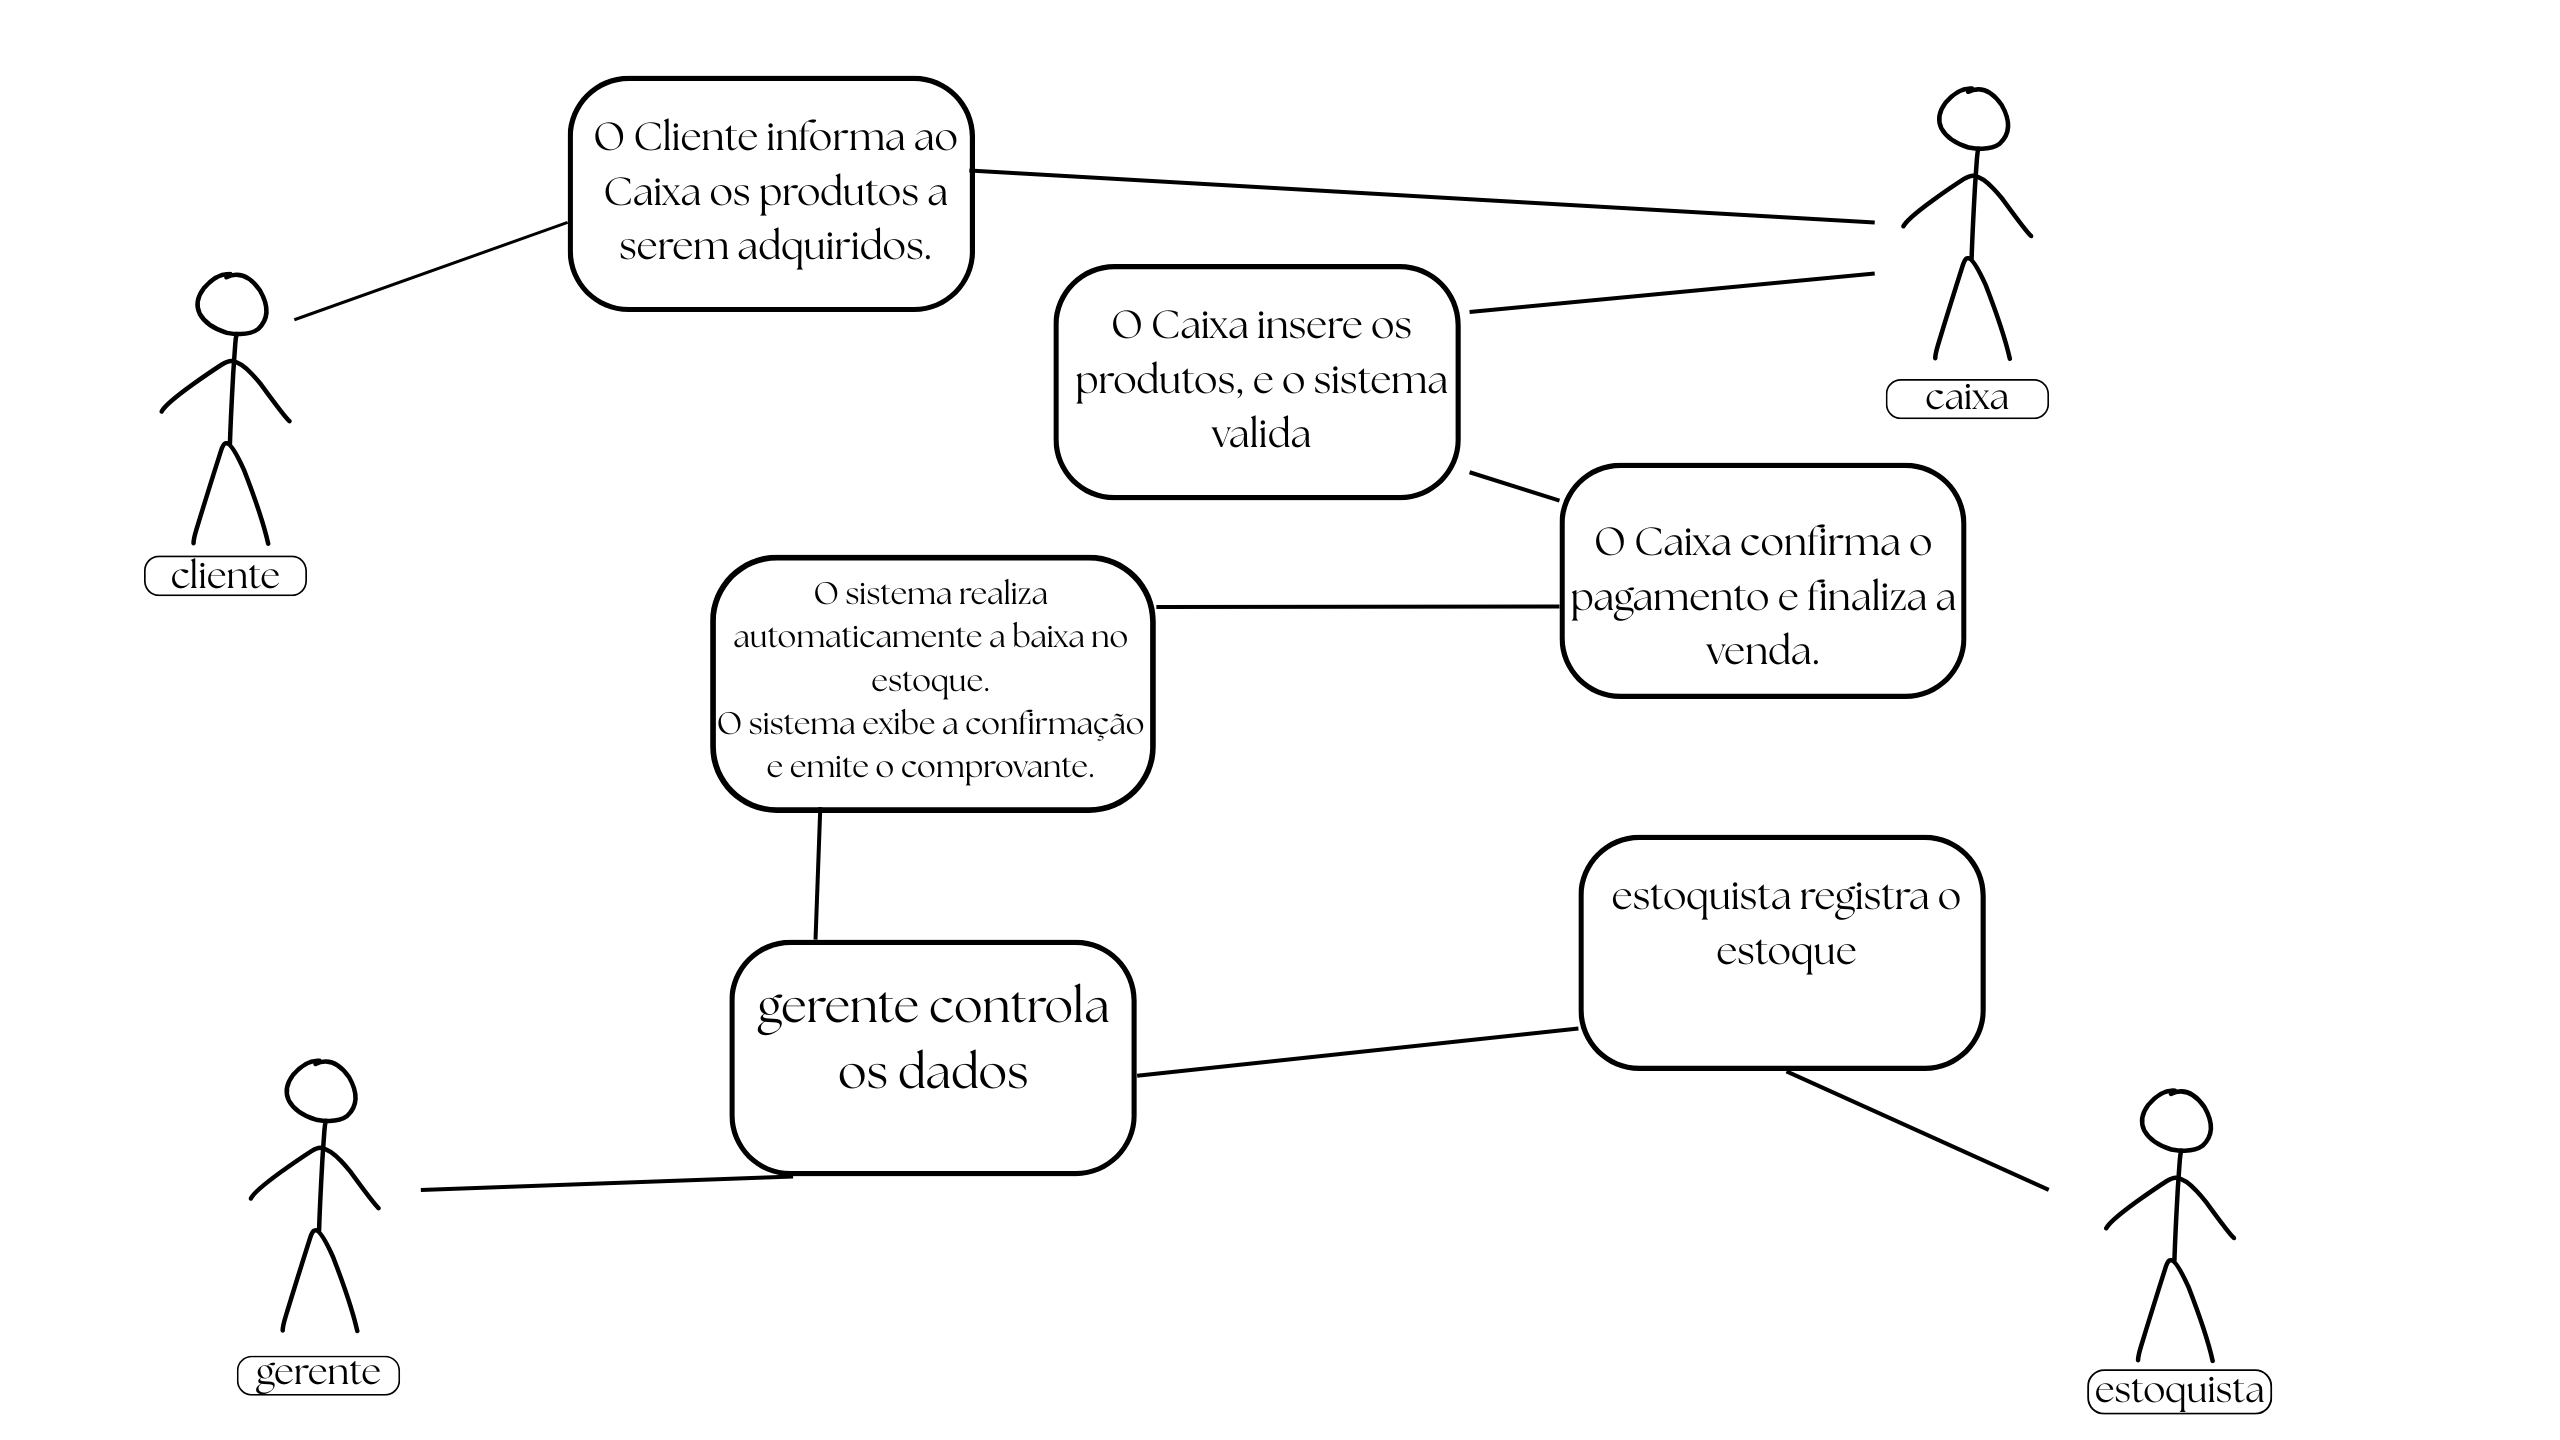 O Cliente informa ao
Caixa os produtos a
serem adquiridos.
O Caixa insere os
produtos, e o sistema
valida
caixa
cliente
O Caixa confirma o
pagamento e finaliza a
venda.
O sistema realiza
automaticamente a baixa no
estoque.
O sistema exibe a confirmação
e emite o comprovante.
estoquista registra o
estoque
gerente controla
os dados
gerente
estoquista